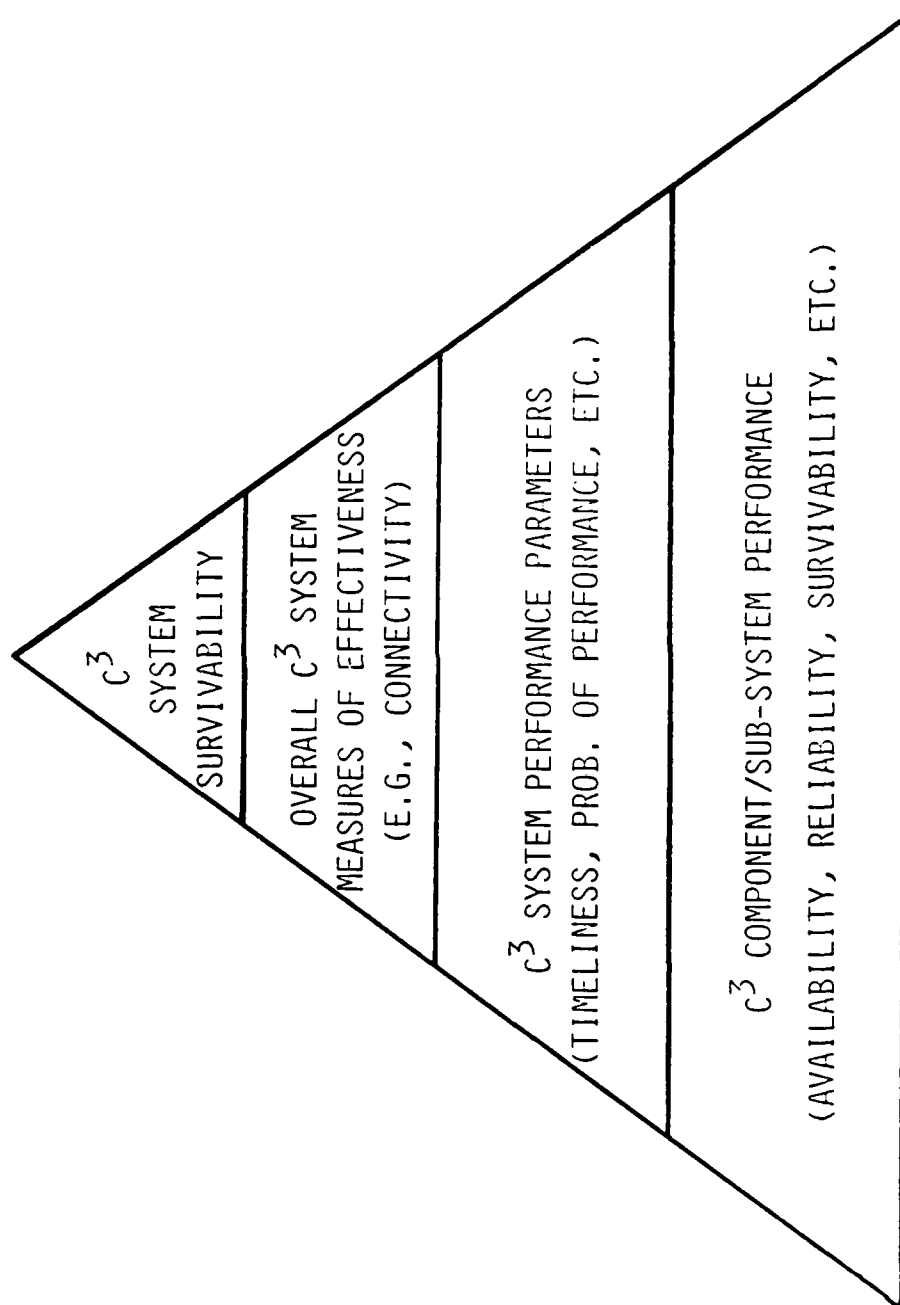 C³
SYSTEM
SURVIVABILITY
OVERALL C³ SYSTEM
MEASURES OF EFFECTIVENESS
(E.G., CONNECTIVITY)
C³ SYSTEM PERFORMANCE PARAMETERS
(TIMELINESS, PROB. OF PERFORMANCE, ETC.)
C³ COMPONENT/SUB-SYSTEM PERFORMANCE
(AVAILABILITY, RELIABILITY, SURVIVABILITY, ETC.)